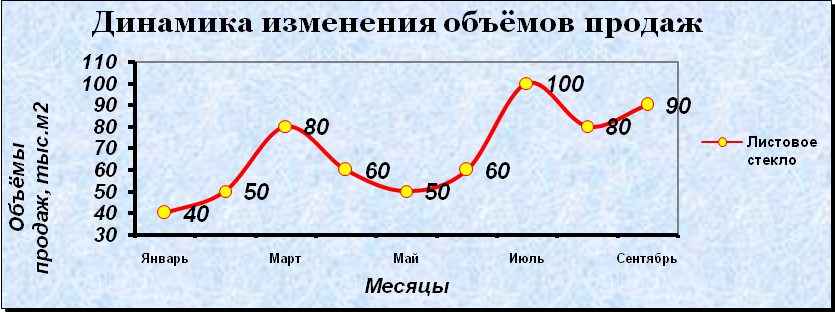 Динамика изменения объёмов продаж
110
100
90
80
70
60
50
40
30
Объёмы
продаж, тыс.м2
40
50
80
60
50
60
100
80
90
Январь
Март
Май
Июль
Сентябрь
Месяцы
Листовое
стекло